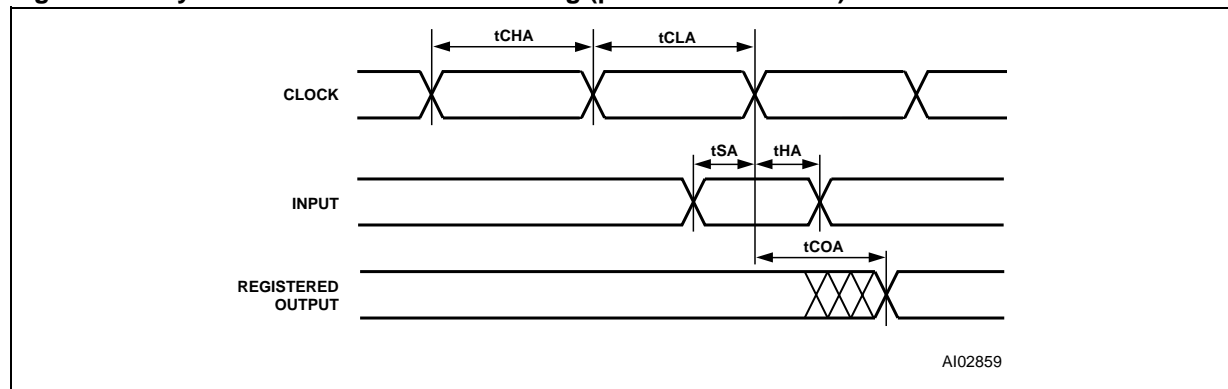 tCHA
tCLA
CLOCK
tSA
tHA
INPUT
tCOA
REGISTERED
OUTPUT
AI02859